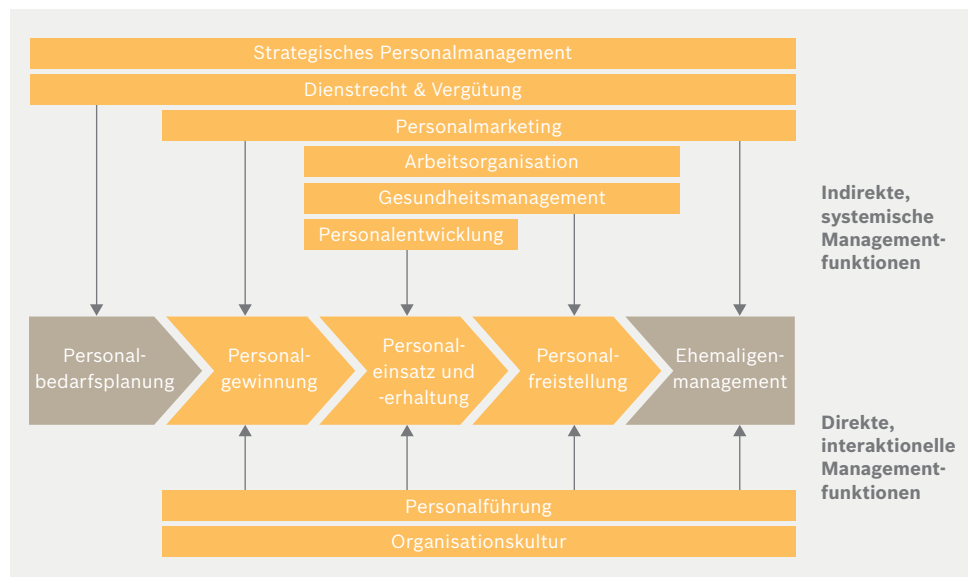 Strategisches Personalmanagement
Dienstrecht & Vergütung
Personalmarketing
Arbeitsorganisation
Gesundheitsmanagement
Personalentwicklung
Indirekte,
systemische
Management-
funktionen
Personal-
bedarfsplanung
Personal-
gewinnung
Personal-
einsatz und
-erhaltung
Personal-
freistellung
Ehemaligen-
management
Direkte,
interaktionelle
Management-
funktionen
Personalführung
Organisationskultur